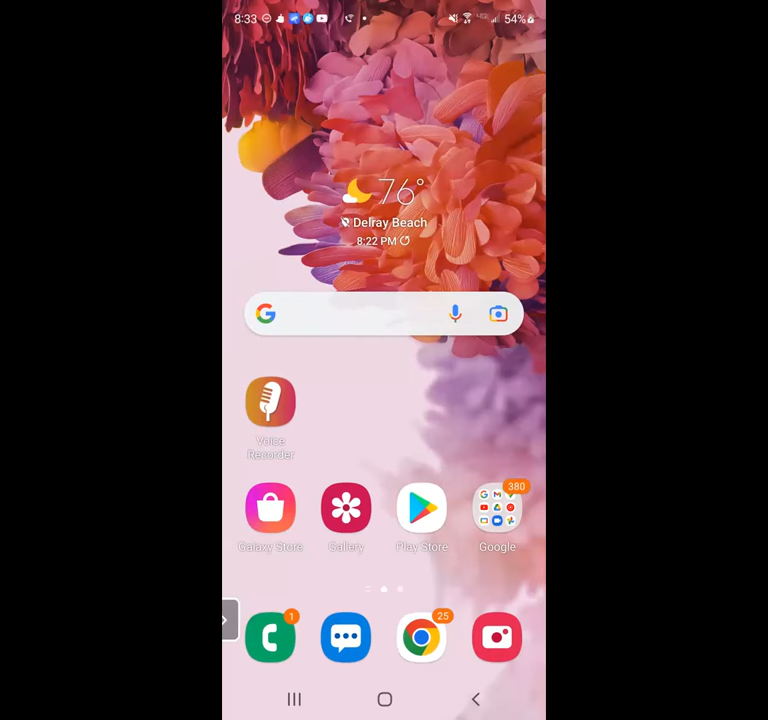 8:33 54%
76°
Delray Beach
8:22 PM
Voice
Recorder
380
Galaxy Store Gallery Play Store Google
1 25